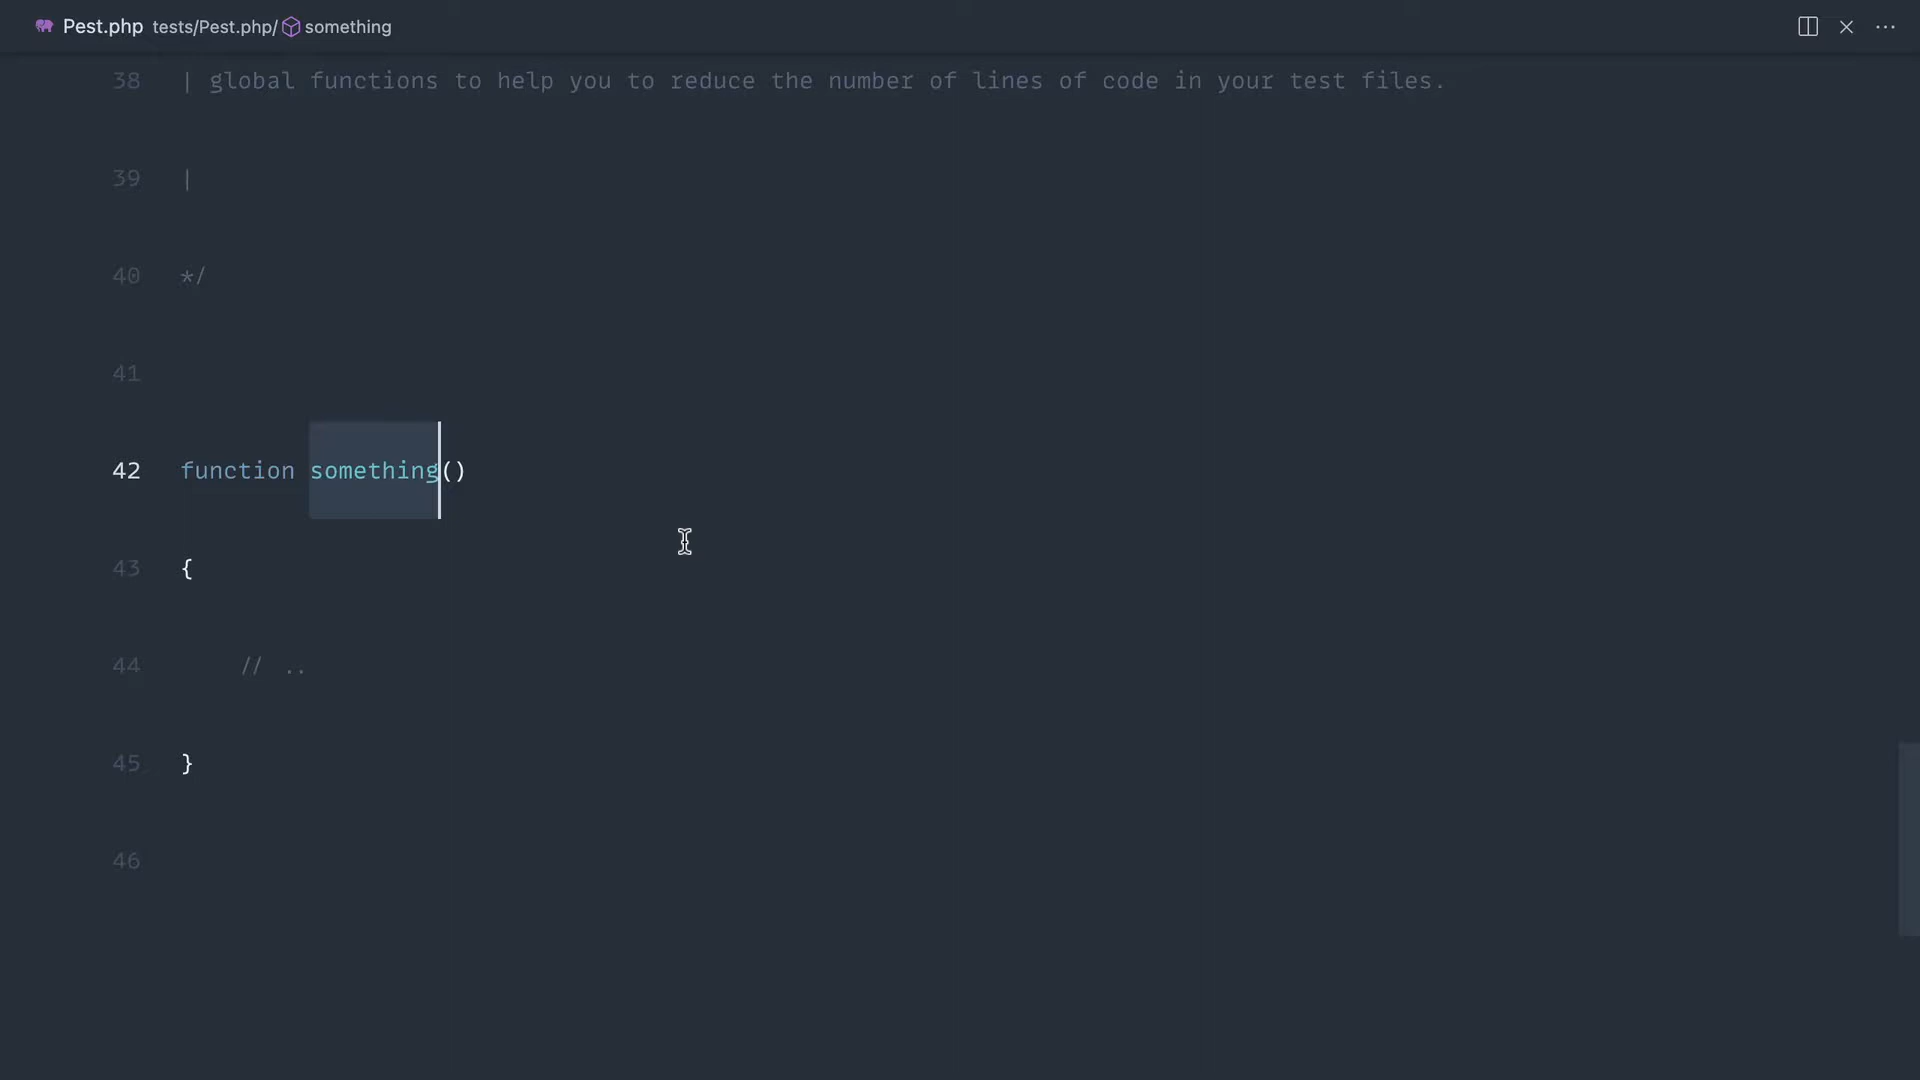 Pest.php tests/Pest.php/ something
38 | global functions to help you to reduce the number of lines of code in your test files.
39 |
40 */
41
42 function something()
43 {
44 // ..
45 }
46